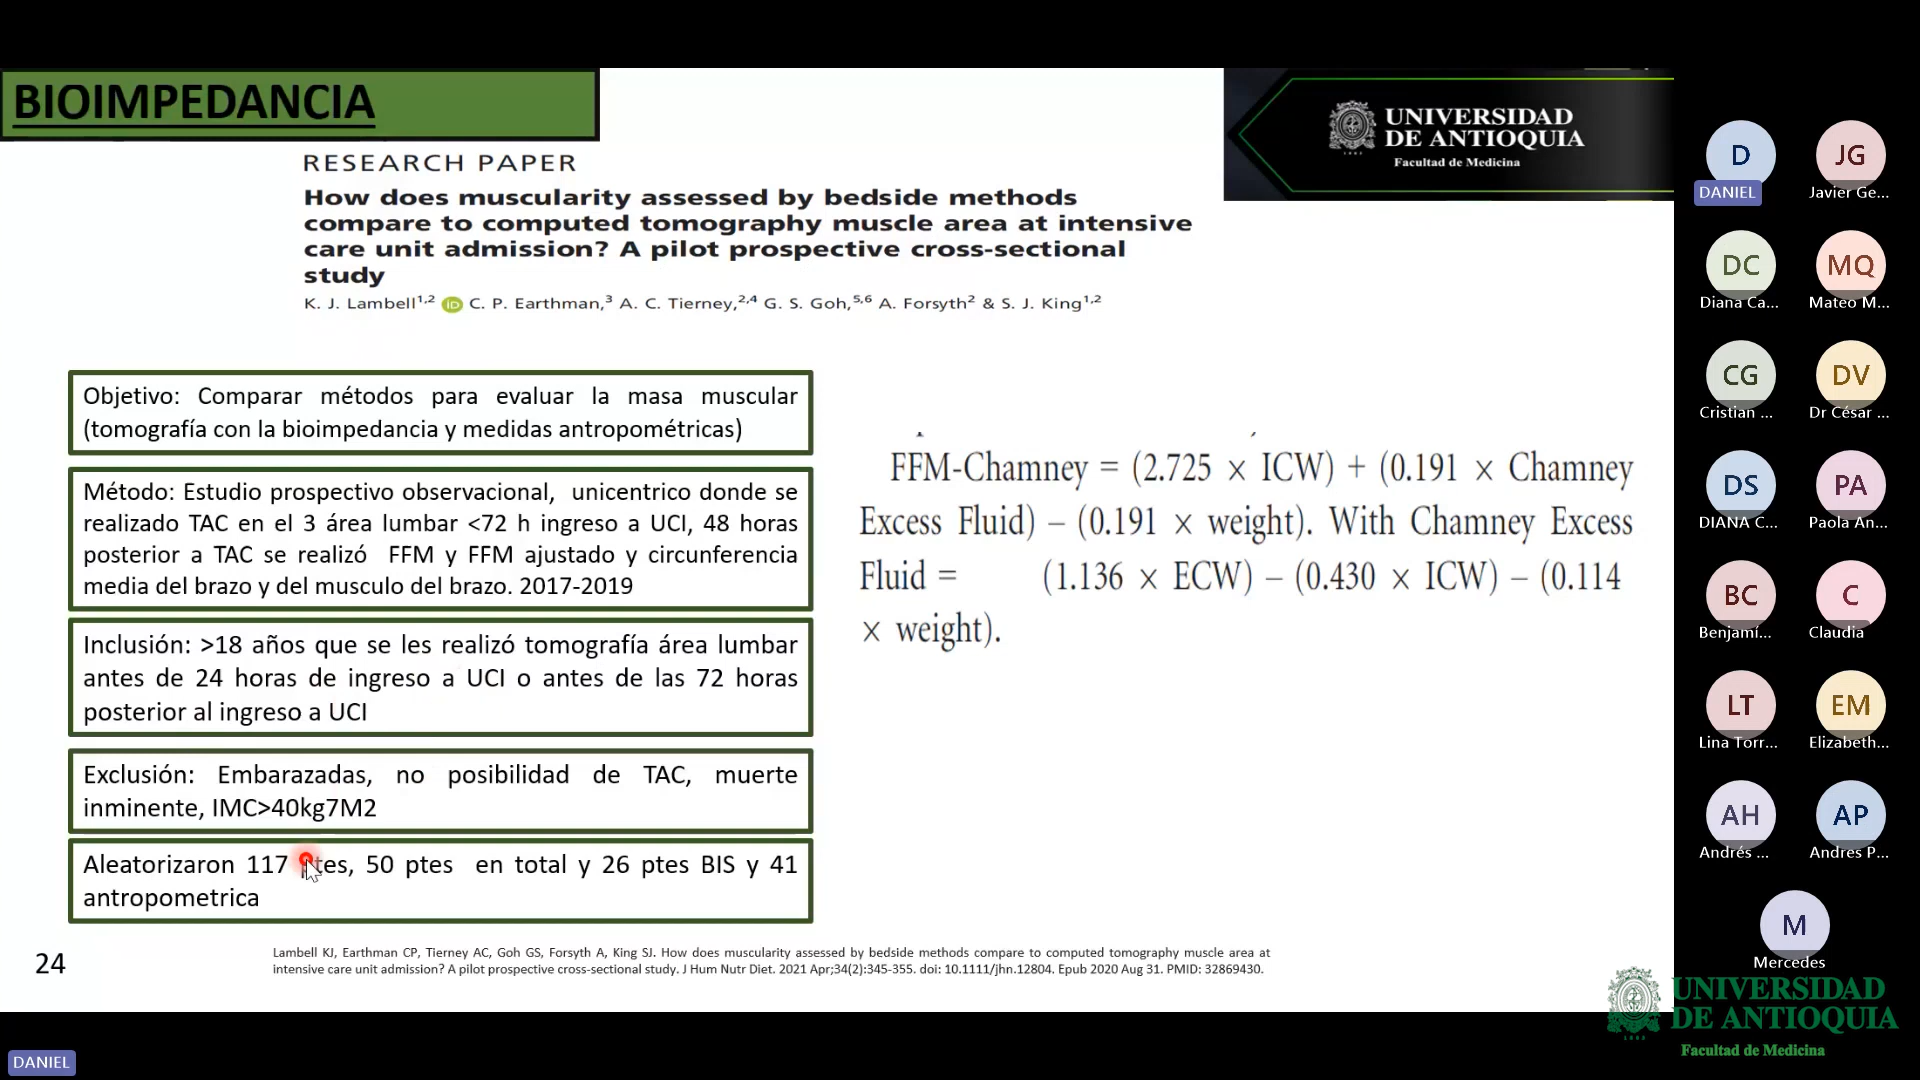 BIOIMPEDANCIA
UNIVERSIDAD
DE ANTIOQUIA
1803
Facultad de Medicina
RESEARCH PAPER
How does muscularity assessed by bedside methods
compare to computed tomography muscle area at intensive
care unit admission? A pilot prospective cross-sectional
study
K. J. Lambell1,2 iD C. P. Earthman,3 A. C. Tierney,2,4 G. S. Goh,5,6 A. Forsyth2 & S. J. King1,2
Objetivo: Comparar métodos para evaluar la masa muscular
(tomografía con la bioimpedancia y medidas antropométricas)
Método: Estudio prospectivo observacional, unicentrico donde se
realizado TAC en el 3 área lumbar <72 h ingreso a UCI, 48 horas
posterior a TAC se realizó FFM y FFM ajustado y circunferencia
media del brazo y del musculo del brazo. 2017-2019
Inclusión: >18 años que se les realizó tomografía área lumbar
antes de 24 horas de ingreso a UCI o antes de las 72 horas
posterior al ingreso a UCI
Exclusión: Embarazadas, no posibilidad de TAC, muerte
inminente, IMC>40kg7M2
Aleatorizaron 117 ptes, 50 ptes en total y 26 ptes BIS y 41
antropometrica
FFM-Chamney = (2.725 × ICW) + (0.191 × Chamney
Excess Fluid) – (0.191 × weight). With Chamney Excess
Fluid = (1.136 × ECW) – (0.430 × ICW) – (0.114
× weight).
24
Lambell KJ, Earthman CP, Tierney AC, Goh GS, Forsyth A, King SJ. How does muscularity assessed by bedside methods compare to computed tomography muscle area at
intensive care unit admission? A pilot prospective cross-sectional study. J Hum Nutr Diet. 2021 Apr;34(2):345-355. doi: 10.1111/jhn.12804. Epub 2020 Aug 31. PMID: 32869430.
D JG
DANIEL Javier Ge...
DC MQ
Diana Ca... Mateo M...
CG DV
Cristian ... Dr César ...
DS PA
DIANA C... Paola An...
BC C
Benjamí... Claudia
LT EM
Lina Torr... Elizabeth...
AH AP
Andrés ... Andres P...
M
Mercedes
UNIVERSIDAD
DE ANTIOQUIA
1803
Facultad de Medicina
DANIEL